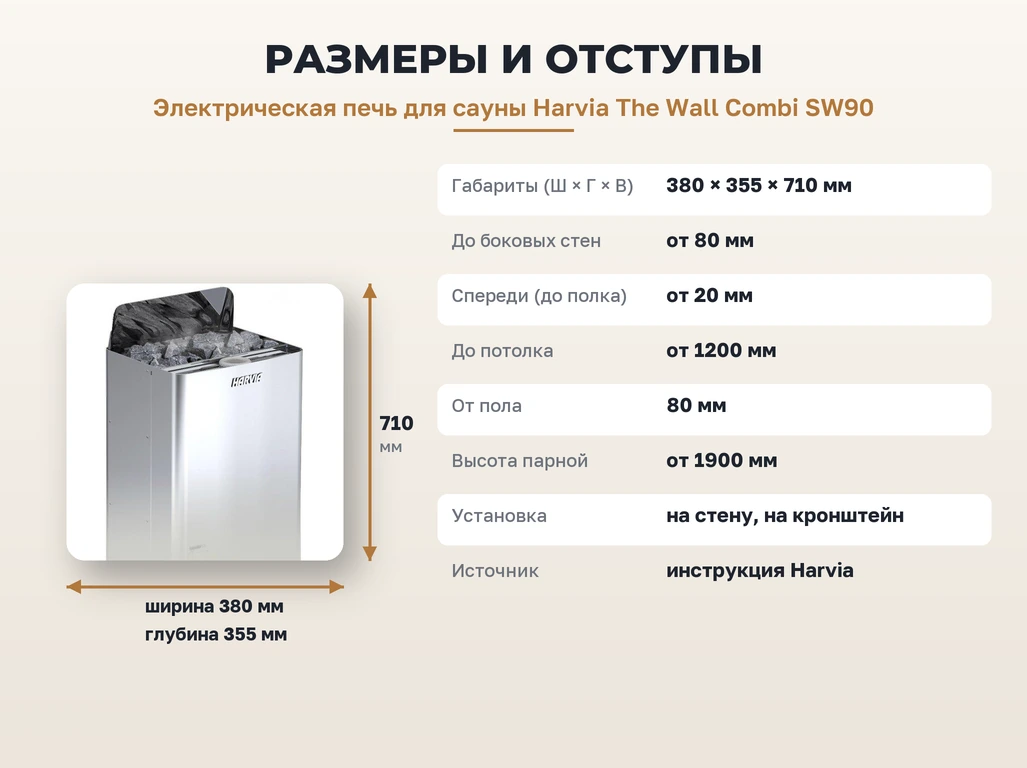 РАЗМЕРЫ И ОТСТУПЫ
Электрическая печь для сауны Harvia The Wall Combi SW90
Габариты (Ш × Г × В) 380 × 355 × 710 мм
До боковых стен от 80 мм
Спереди (до полка) от 20 мм
До потолка от 1200 мм
От пола 80 мм
Высота парной от 1900 мм
Установка на стену, на кронштейн
Источник инструкция Harvia
HARVIA
710
мм
ширина 380 мм
глубина 355 мм